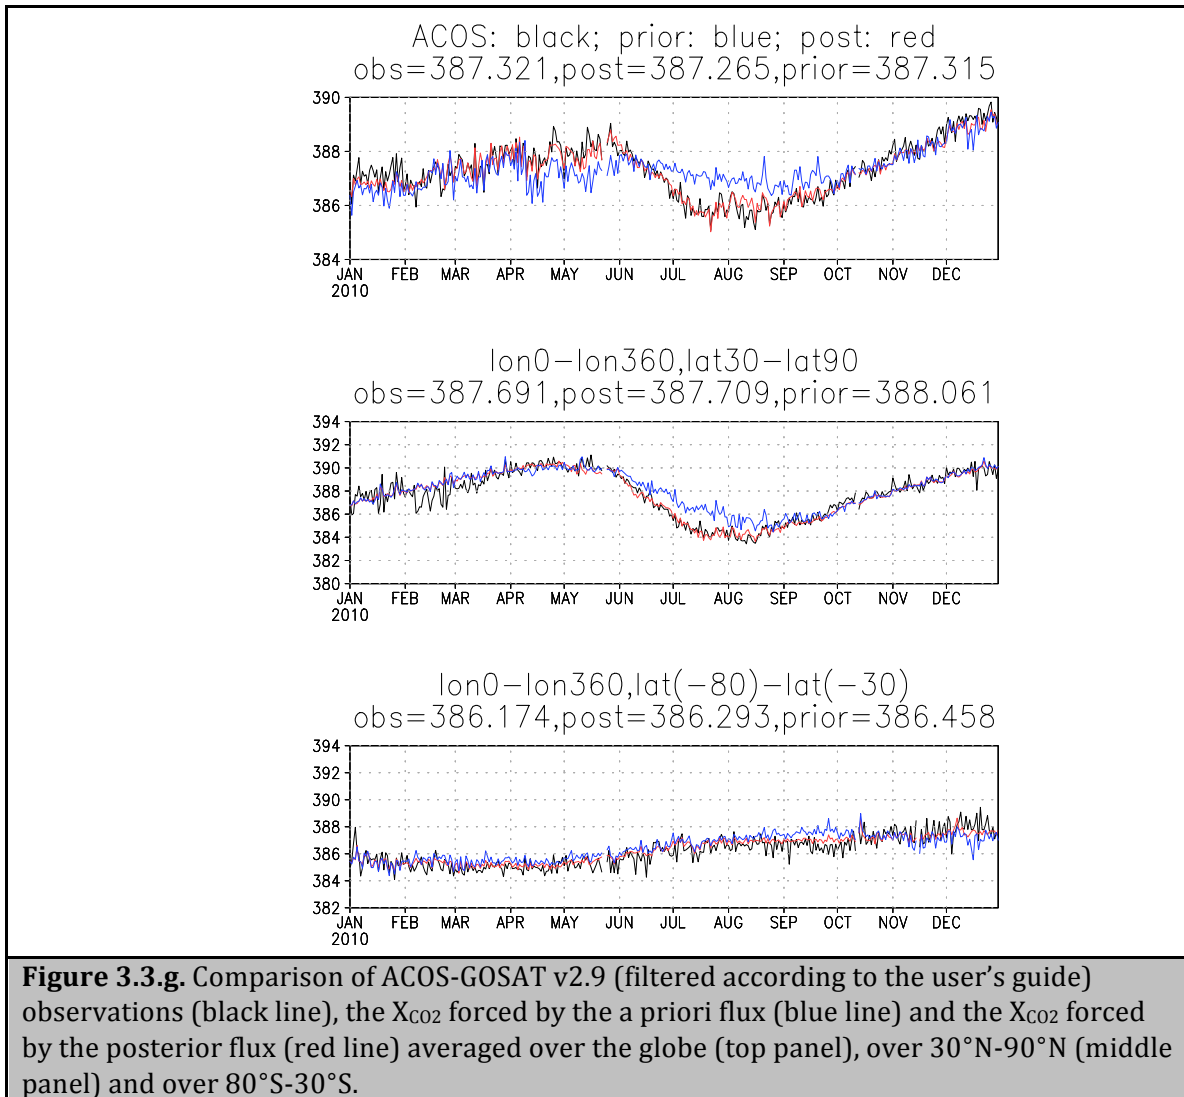 ACOS: black; prior: blue; post: red
obs=387.321,post=387.265,prior=387.315
390
388
386
384
JAN FEB MAR APR MAY JUN JUL AUG SEP OCT NOV DEC
2010
lon0-lon360,lat30-lat90
obs=387.691,post=387.709,prior=388.061
394
392
390
388
386
384
382
380
JAN FEB MAR APR MAY JUN JUL AUG SEP OCT NOV DEC
2010
lon0-lon360,lat(-80)-lat(-30)
obs=386.174,post=386.293,prior=386.458
394
392
390
388
386
384
382
JAN FEB MAR APR MAY JUN JUL AUG SEP OCT NOV DEC
2010
Figure 3.3.g. Comparison of ACOS-GOSAT v2.9 (filtered according to the user's guide)
observations (black line), the XCO2 forced by the a priori flux (blue line) and the XCO2 forced
by the posterior flux (red line) averaged over the globe (top panel), over 30°N-90°N (middle
panel) and over 80°S-30°S.